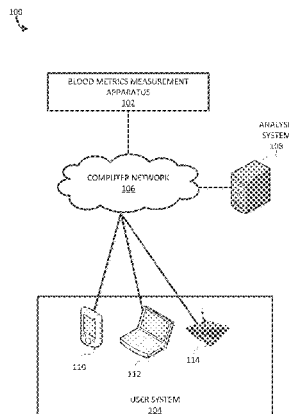 100
BLOOD METRICS MEASUREMENT
APPARATUS
102
ANALYSI
SYSTEM
108
COMPUTER NETWORK
106
110
112
114
USER SYSTEM
104